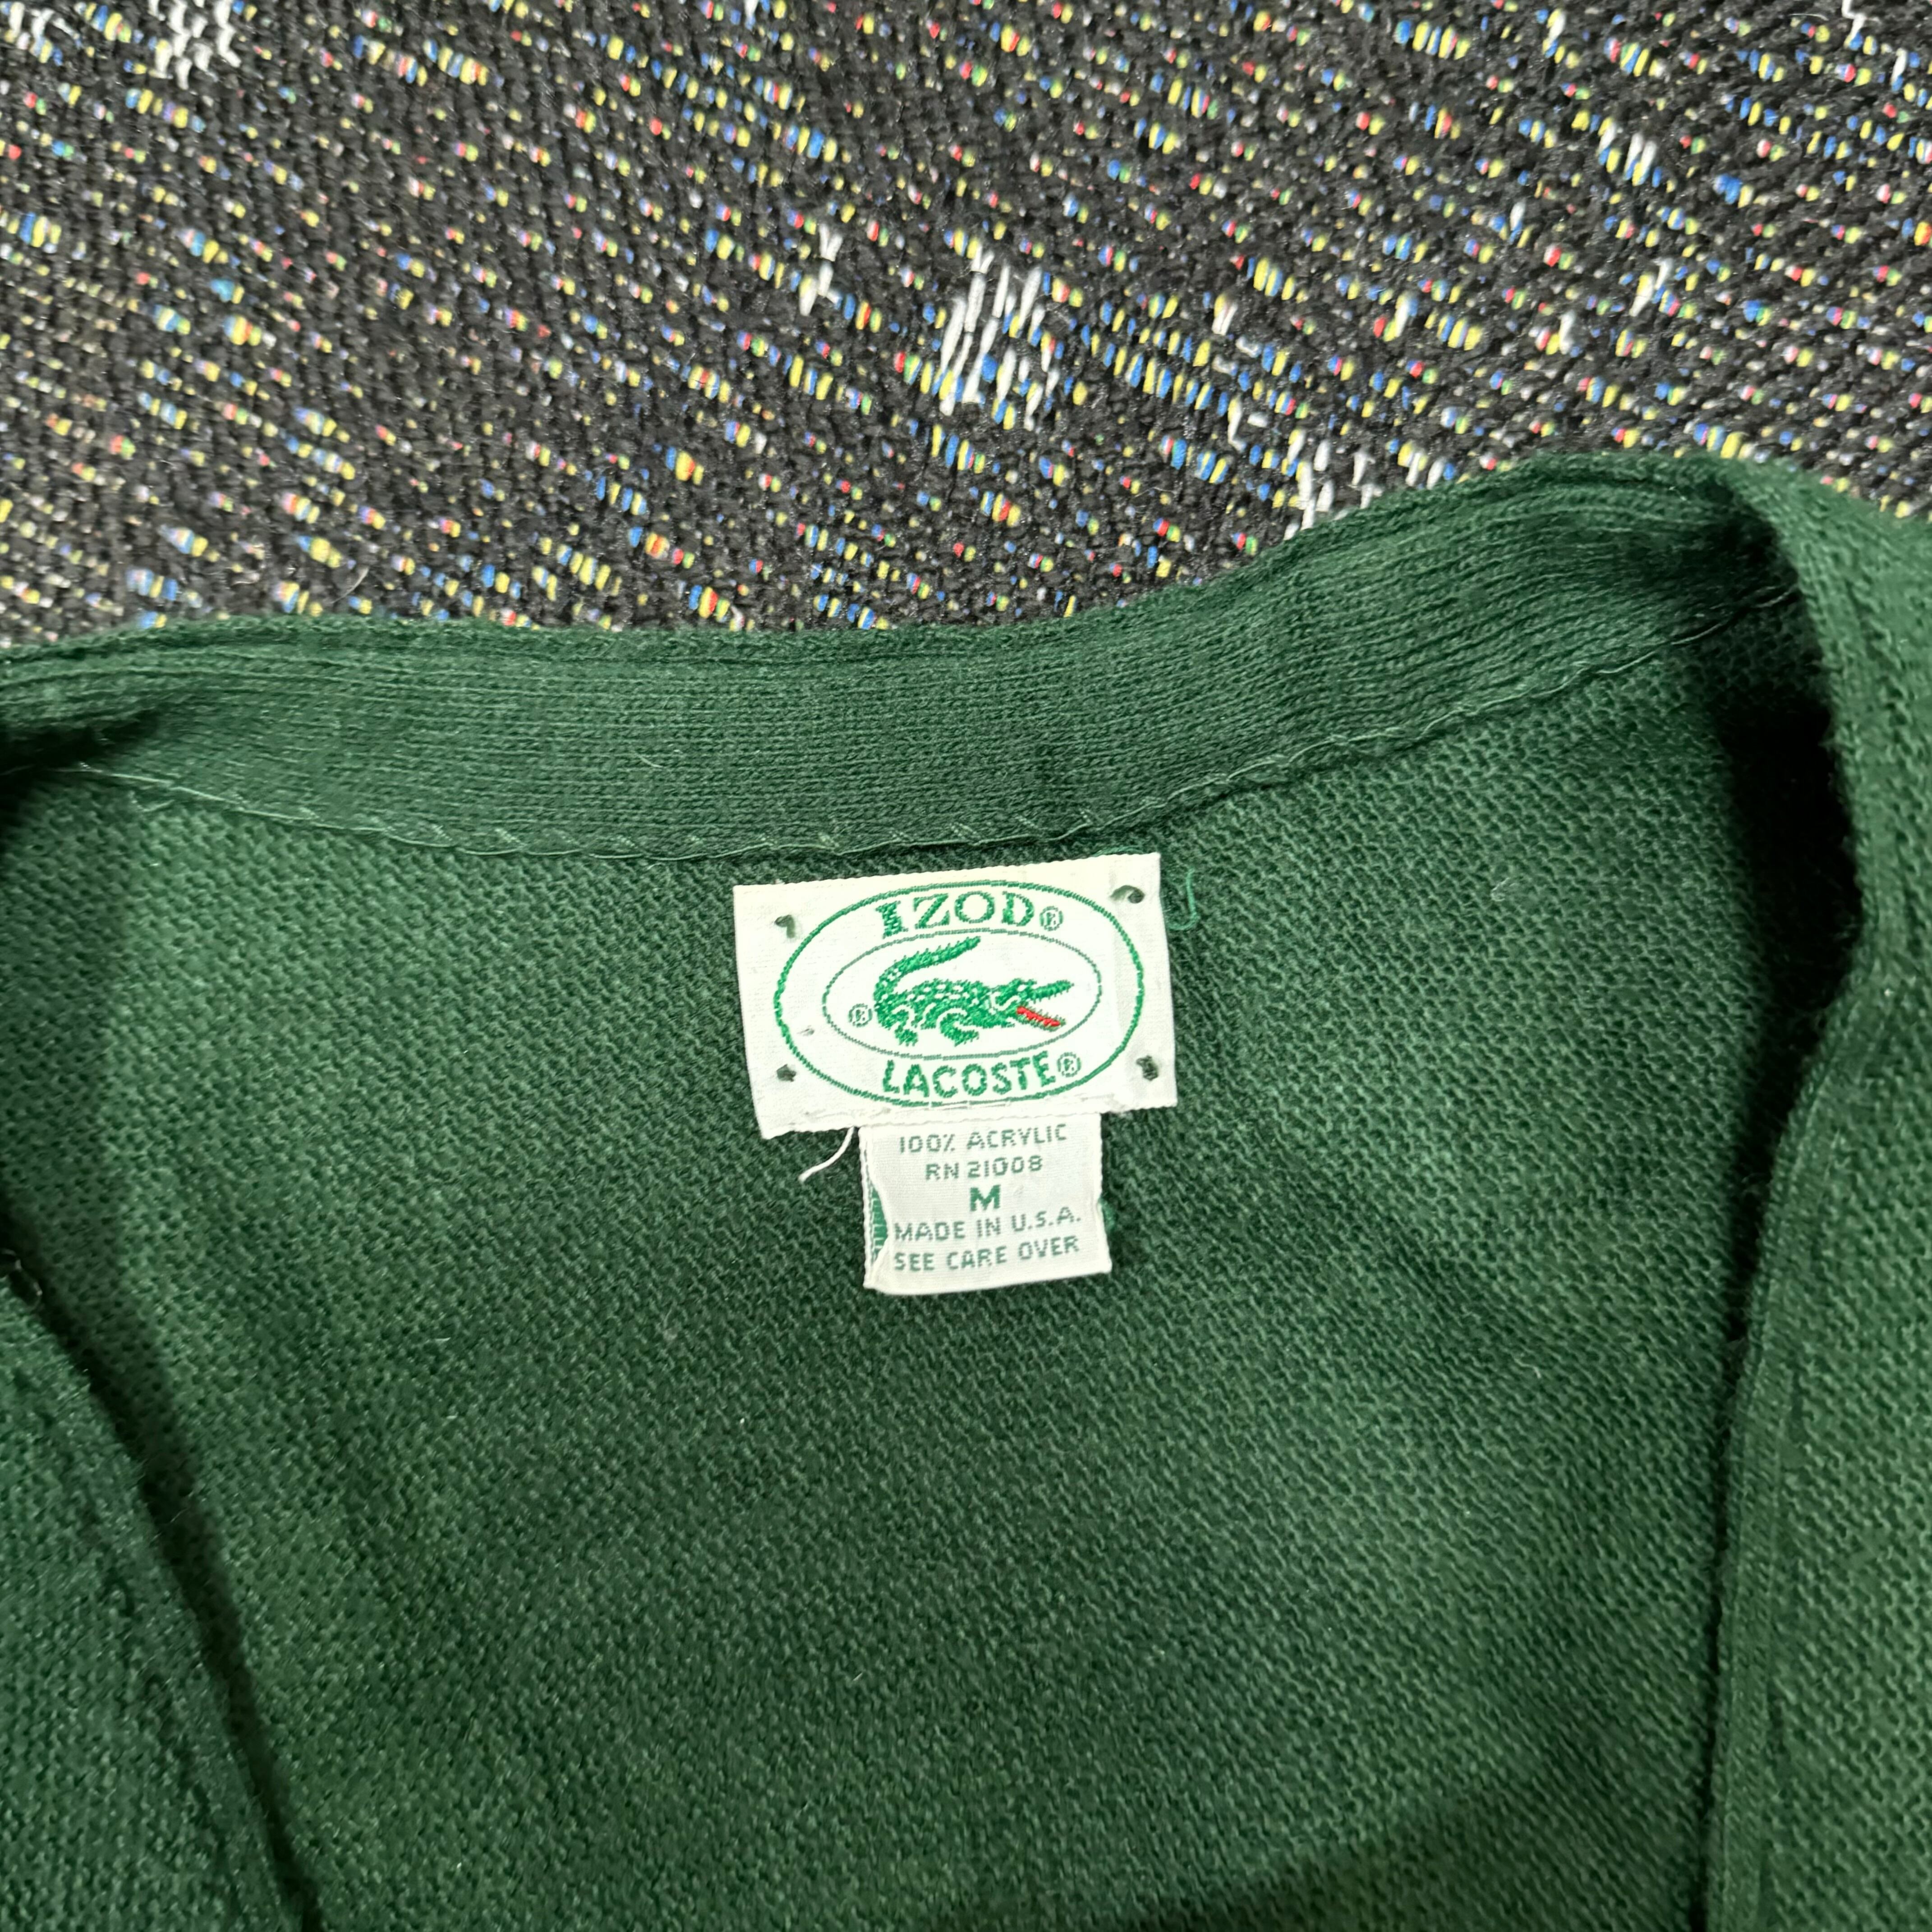 IZOD®
®
LACOSTE®
100% ACRYLIC
RN 21008
M
MADE IN U.S.A.
SEE CARE OVER